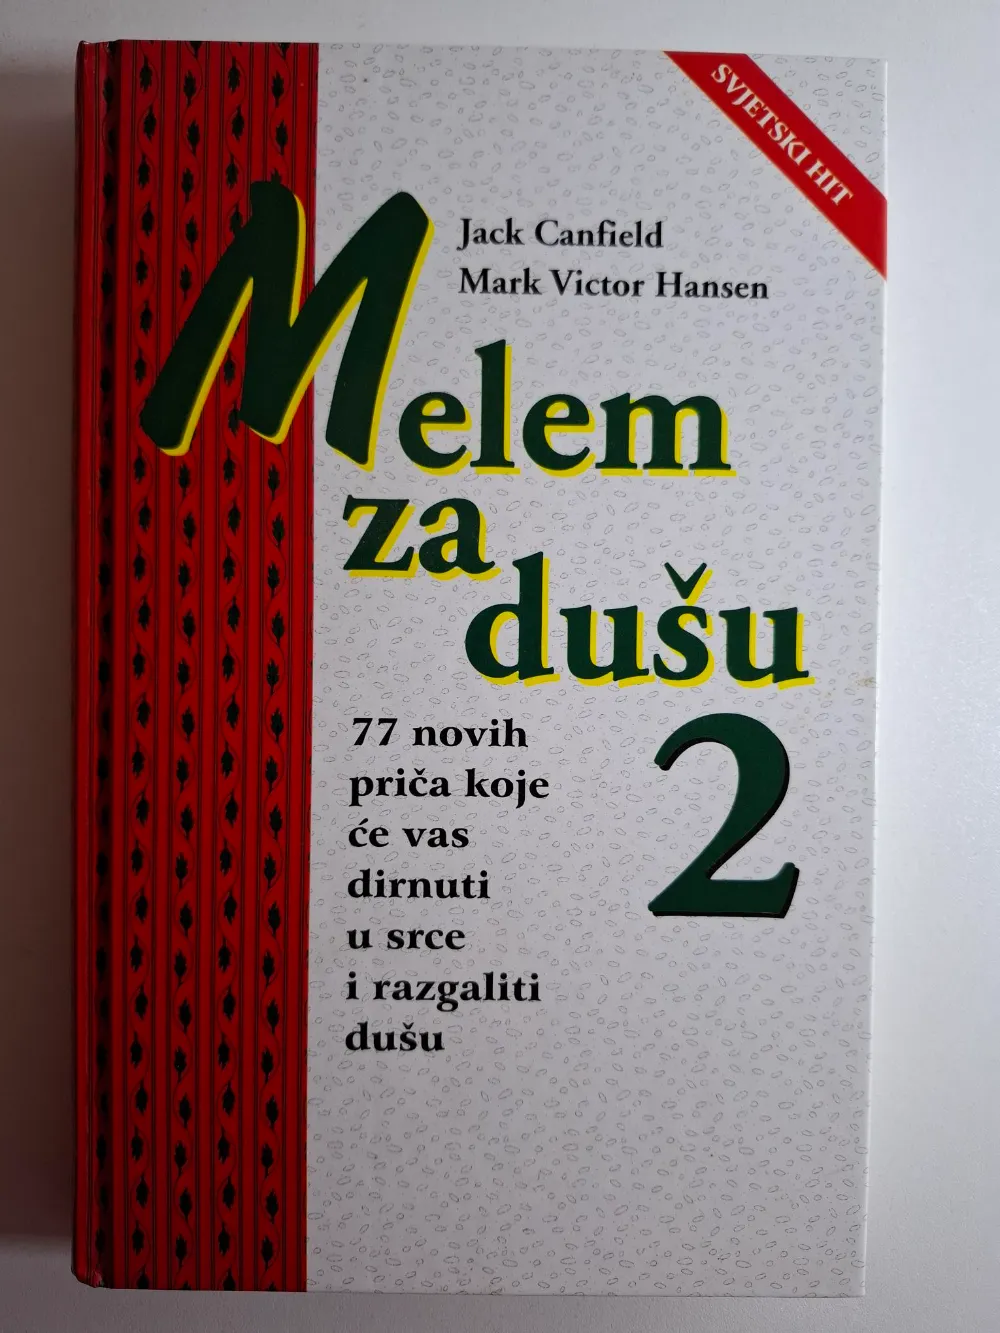 SVJETSKI HIT
Jack Canfield
Mark Victor Hansen
Melem
za
dušu
2
77 novih
priča koje
će vas
dirnuti
u srce
i razgaliti
dušu